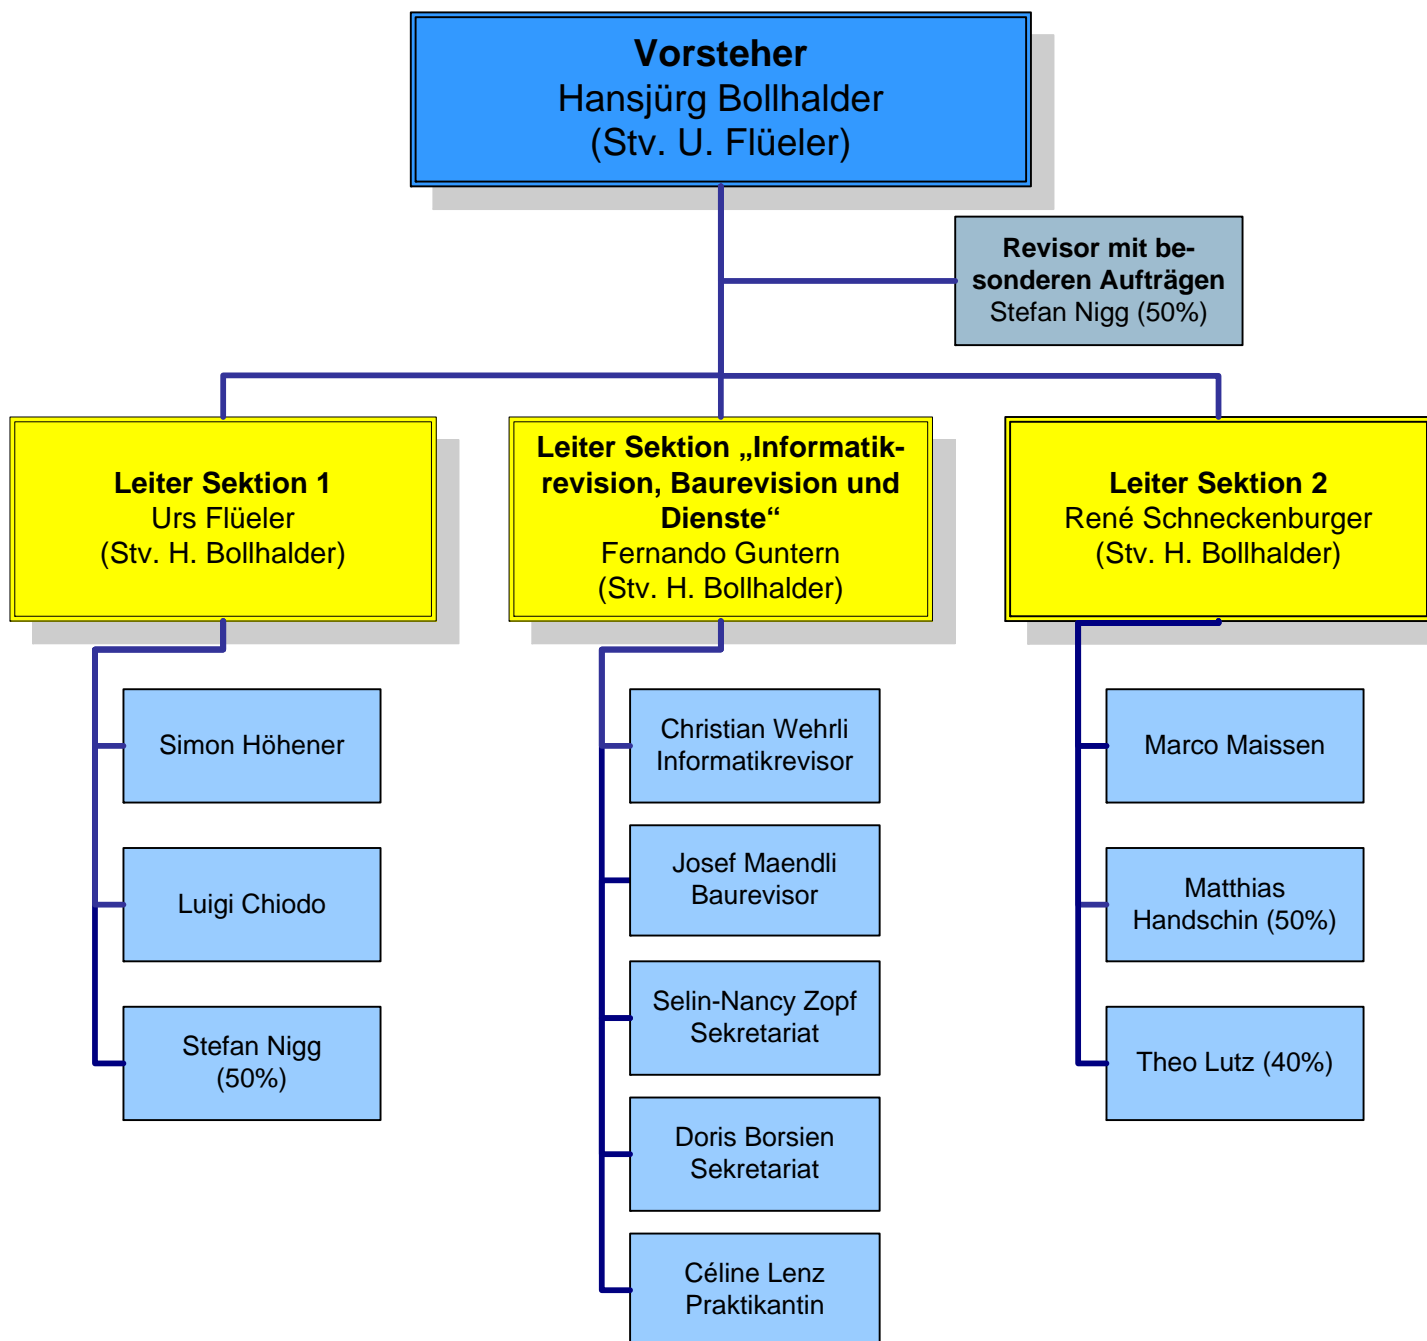 Vorsteher
Hansjürg Bollhalder
(Stv. U. Flüeler)
Revisor mit be-
sonderen Aufträgen
Stefan Nigg (50%)
Leiter Sektion 1
Urs Flüeler
(Stv. H. Bollhalder)
Leiter Sektion „Informatik-
revision, Baurevision und
Dienste“
Fernando Guntern
(Stv. H. Bollhalder)
Leiter Sektion 2
René Schneckenburger
(Stv. H. Bollhalder)
Simon Höhener
Luigi Chiodo
Stefan Nigg
(50%)
Christian Wehrli
Informatikrevisor
Josef Maendli
Baurevisor
Selin-Nancy Zopf
Sekretariat
Doris Borsien
Sekretariat
Céline Lenz
Praktikantin
Marco Maissen
Matthias
Handschin (50%)
Theo Lutz (40%)